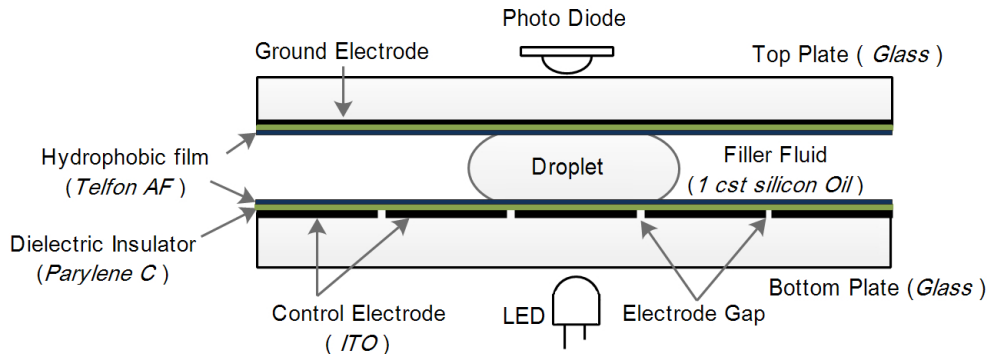 Photo Diode
Ground Electrode
Top Plate ( Glass )
Hydrophobic film
( Telfon AF )
Droplet
Filler Fluid
( 1 cst silicon Oil )
Dielectric Insulator
( Parylene C )
Control Electrode
( ITO )
LED
Electrode Gap
Bottom Plate ( Glass )